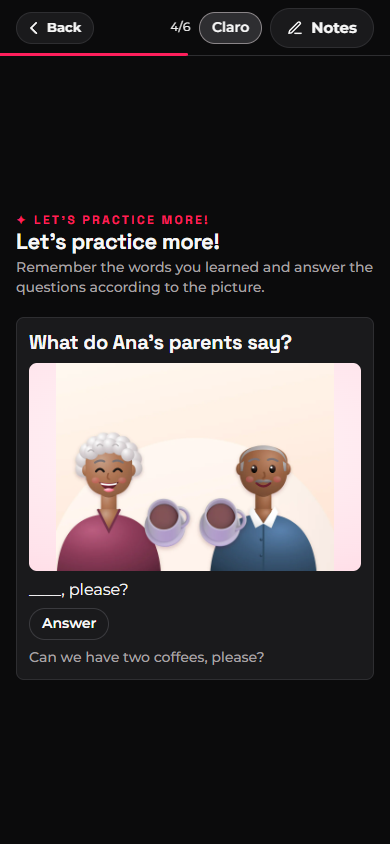 Back
4/6
Claro
Notes
✦ LET'S PRACTICE MORE!
Let's practice more!
Remember the words you learned and answer the
questions according to the picture.
What do Ana's parents say?
____, please?
Answer
Can we have two coffees, please?